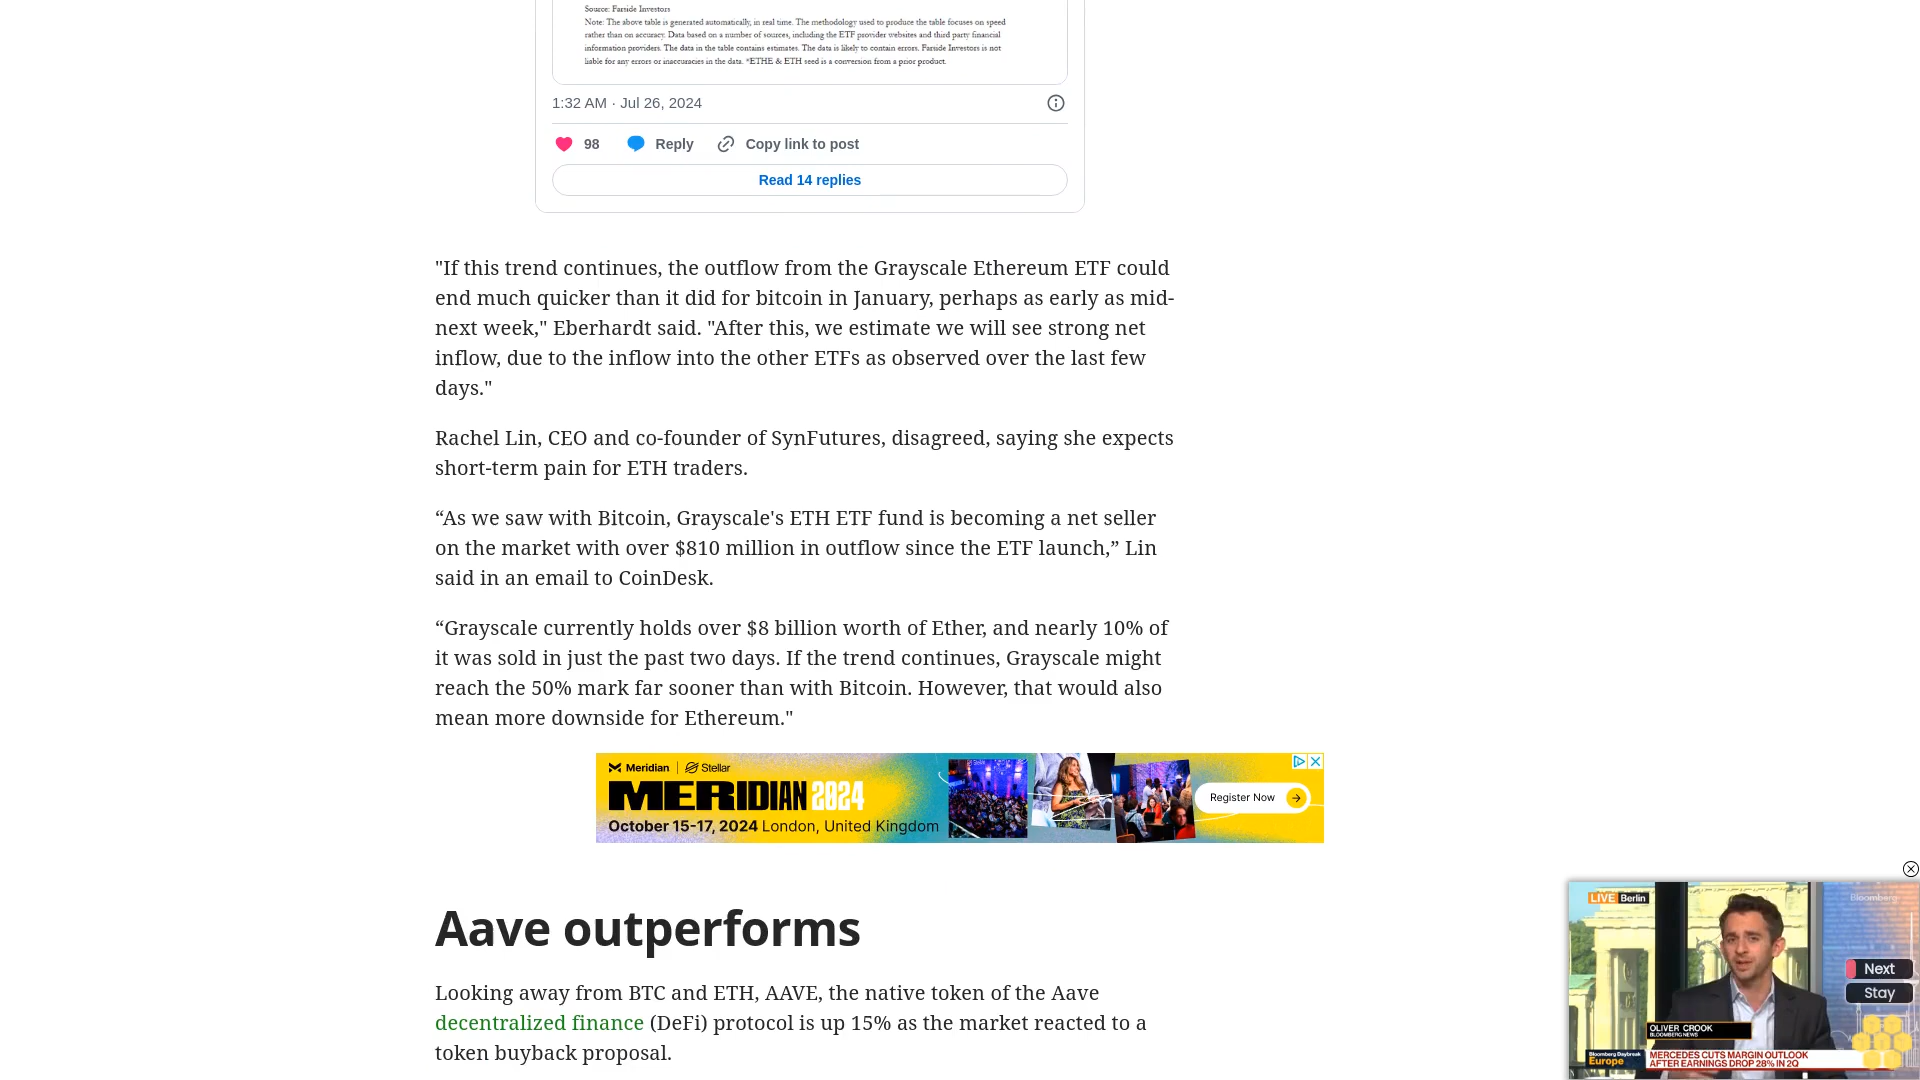 Source: Farside Investors
Note: The above table is generated automatically, in real time. The methodology used to produce the table focuses on speed
rather than on accuracy. Data based on a number of sources, including the ETF provider websites and third party financial
information providers. The data in the table contains estimates. The data is likely to contain errors. Farside Investors is not
liable for any errors or inaccuracies in the data. *ETHE & ETH seed is a conversion from a prior product.
1:32 AM · Jul 26, 2024
98 Reply Copy link to post
Read 14 replies
"If this trend continues, the outflow from the Grayscale Ethereum ETF could
end much quicker than it did for bitcoin in January, perhaps as early as mid-
next week," Eberhardt said. "After this, we estimate we will see strong net
inflow, due to the inflow into the other ETFs as observed over the last few
days."
Rachel Lin, CEO and co-founder of SynFutures, disagreed, saying she expects
short-term pain for ETH traders.
“As we saw with Bitcoin, Grayscale's ETH ETF fund is becoming a net seller
on the market with over $810 million in outflow since the ETF launch,” Lin
said in an email to CoinDesk.
“Grayscale currently holds over $8 billion worth of Ether, and nearly 10% of
it was sold in just the past two days. If the trend continues, Grayscale might
reach the 50% mark far sooner than with Bitcoin. However, that would also
mean more downside for Ethereum."
Meridian | Stellar
MERIDIAN 2024
October 15-17, 2024 London, United Kingdom
Register Now
Aave outperforms
Looking away from BTC and ETH, AAVE, the native token of the Aave
decentralized finance (DeFi) protocol is up 15% as the market reacted to a
token buyback proposal.
LIVE Berlin
Bloomberg
Next
Stay
OLIVER CROOK
BLOOMBERG NEWS
Bloomberg Daybreak
Europe
MERCEDES CUTS MARGIN OUTLOOK
AFTER EARNINGS DROP 28% IN 2Q